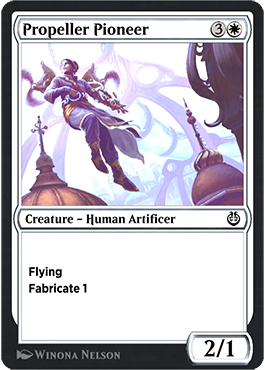 Propeller Pioneer 3
Creature – Human Artificer
Flying
Fabricate 1
Winona Nelson 2/1